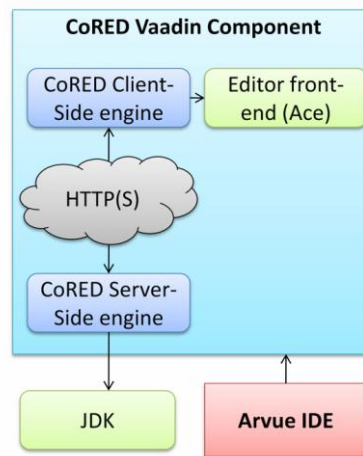 CoRED Vaadin Component
CoRED Client-
Side engine
Editor front-
end (Ace)
HTTP(S)
CoRED Server-
Side engine
JDK
Arvue IDE